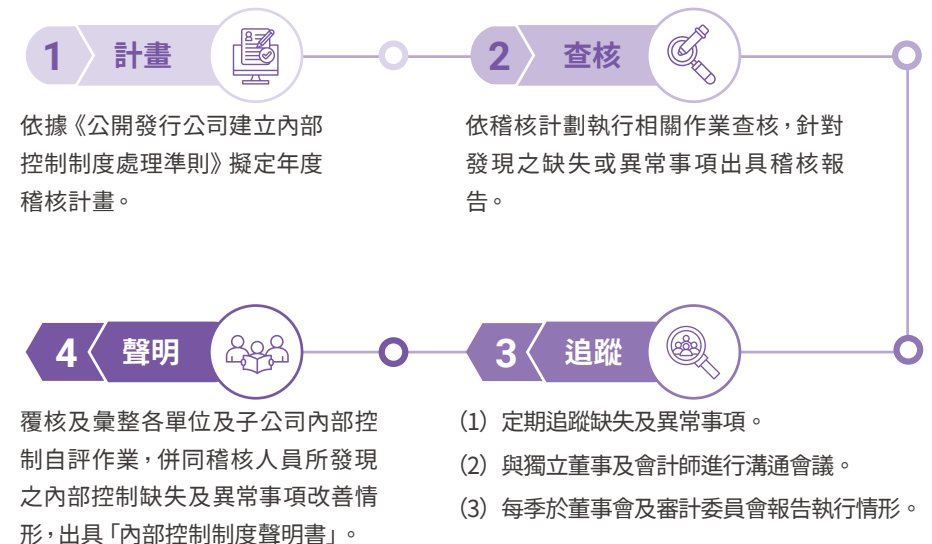 1 計畫
依據《公開發行公司建立內部
控制制度處理準則》擬定年度
稽核計畫。
2 查核
依稽核計劃執行相關作業查核，針對
發現之缺失或異常事項出具稽核報
告。
3 追蹤
（1）定期追蹤缺失及異常事項。
（2）與獨立董事及會計師進行溝通會議。
（3）每季於董事會及審計委員會報告執行情形。
4 聲明
覆核及彙整各單位及子公司內部控
制自評作業，併同稽核人員所發現
之內部控制缺失及異常事項改善情
形，出具「內部控制制度聲明書」。